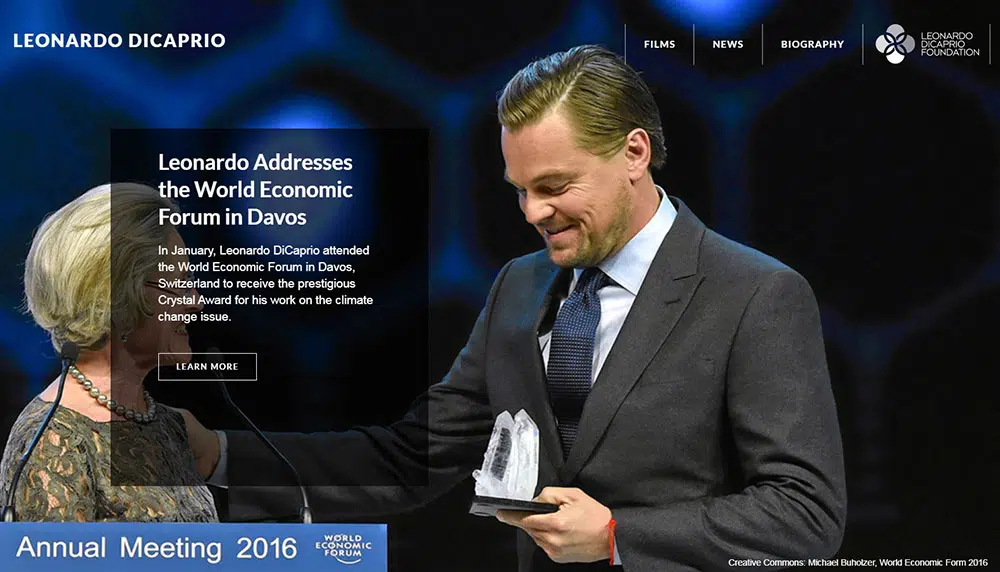 LEONARDO DICAPRIO
FILMS
NEWS
BIOGRAPHY
LEONARDO
DICAPRIO
FOUNDATION
Leonardo Addresses
the World Economic
Forum in Davos
In January, Leonardo DiCaprio attended
the World Economic Forum in Davos,
Switzerland to receive the prestigious
Crystal Award for his work on the climate
change issue.
LEARN MORE
Annual Meeting 2016
WORLD
ECONOMIC
FORUM
Creative Commons: Michael Buholzer, World Economic Form 2016